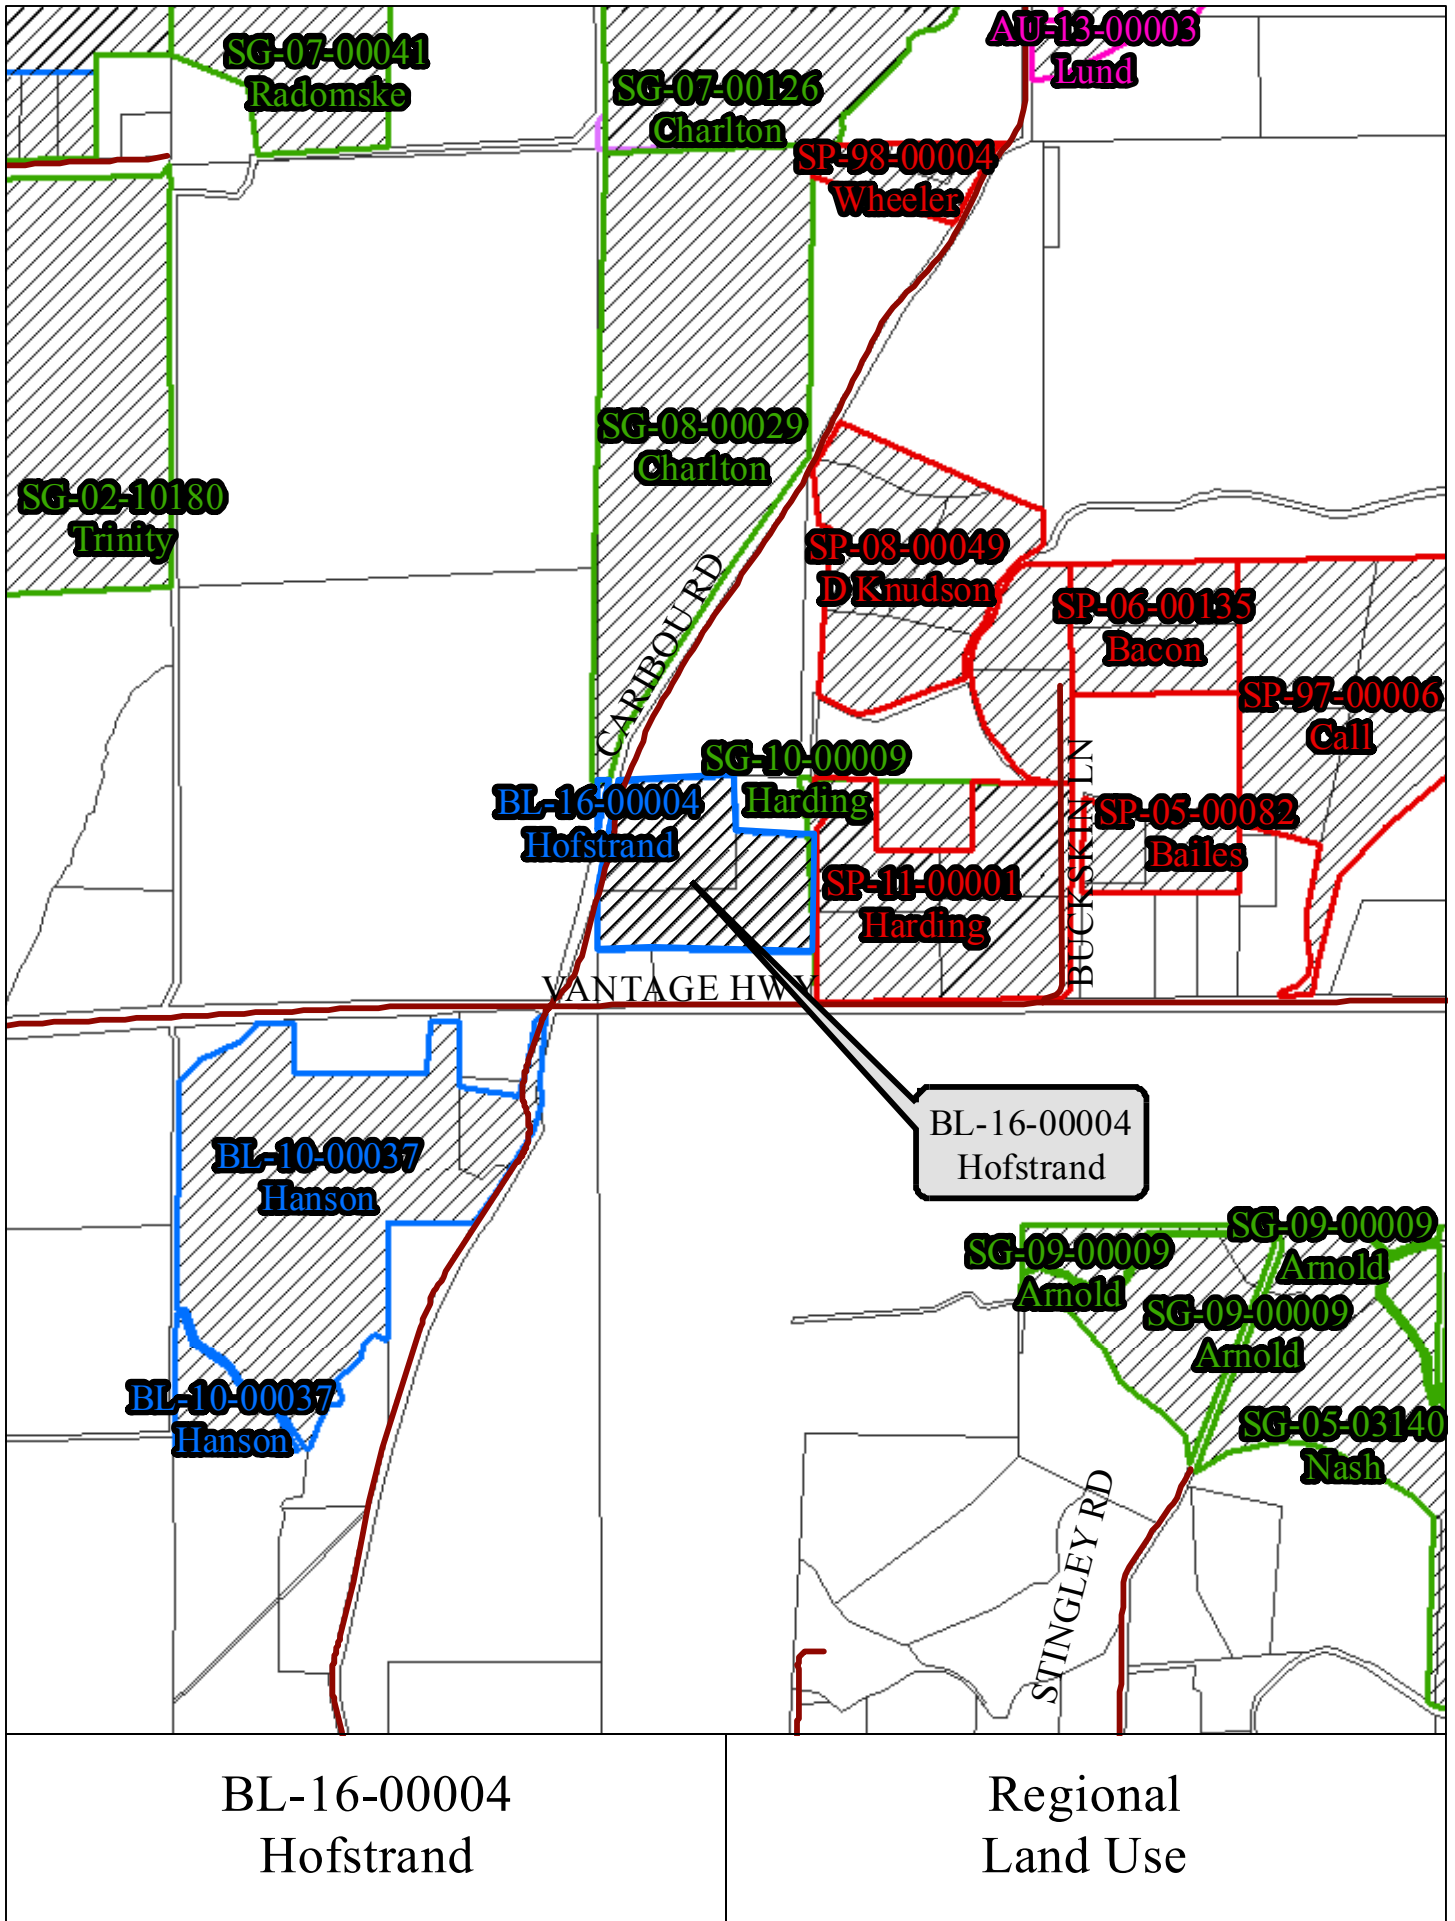 SG-07-00041
Radomske
SG-07-00126
Charlton
AU-13-00003
Lund
SP-98-00004
Wheeler
SG-08-00029
Charlton
SG-02-10180
Trinity
SP-08-00049
D Knudson
CARIBOU RD
SP-06-00135
Bacon
SP-97-00006
Call
SG-10-00009
Harding
BL-16-00004
Hofstrand
SP-05-00082
Bailes
SP-11-00001
Harding
BUCKSKIN LN
VANTAGE HWY
BL-16-00004
Hofstrand
BL-10-00037
Hanson
SG-09-00009
Arnold
SG-09-00009
Arnold
SG-09-00009
Arnold
BL-10-00037
Hanson
SG-05-03140
Nash
STINGLEY RD
BL-16-00004
Hofstrand
Regional
Land Use